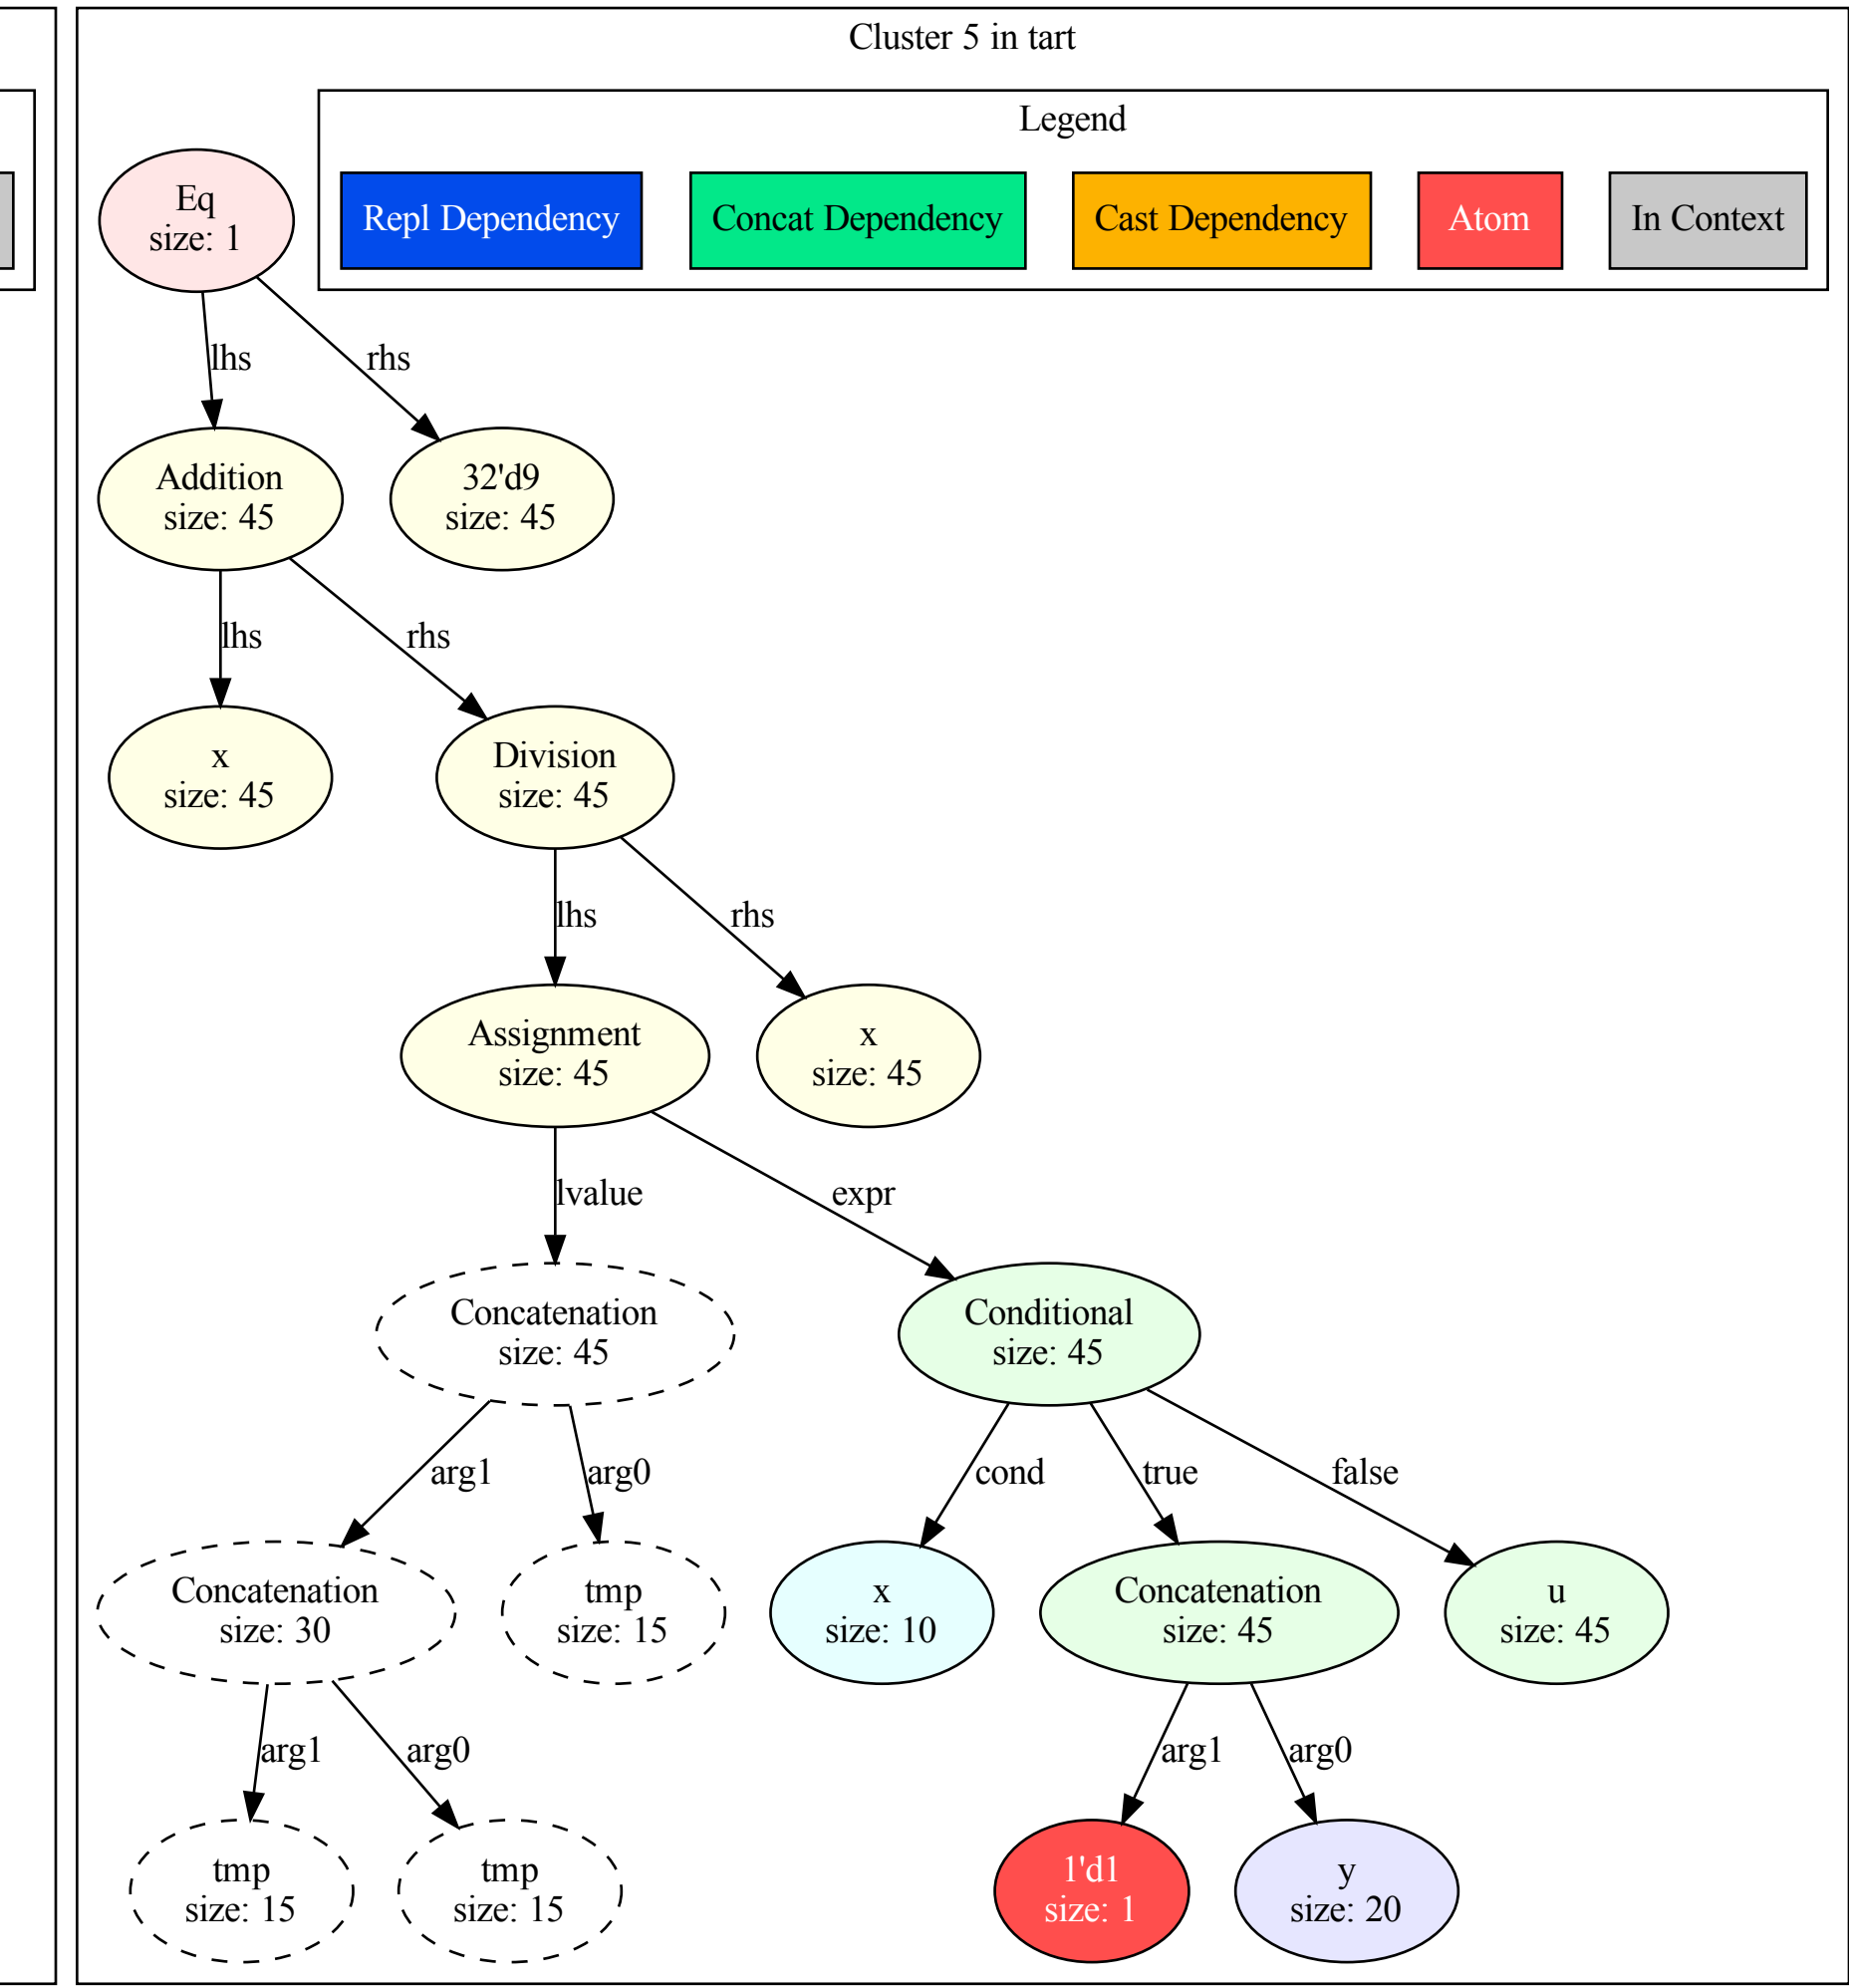 Cluster 5 in tart
Legend
Repl Dependency
Concat Dependency
Cast Dependency
Atom
In Context
Eq
size: 1
lhs
rhs
Addition
size: 45
32'd9
size: 45
lhs
rhs
x
size: 45
Division
size: 45
lhs
rhs
Assignment
size: 45
x
size: 45
lvalue
expr
Concatenation
size: 45
Conditional
size: 45
arg1
arg0
cond
true
false
Concatenation
size: 30
tmp
size: 15
x
size: 10
Concatenation
size: 45
u
size: 45
arg1
arg0
arg1
arg0
tmp
size: 15
tmp
size: 15
1'd1
size: 1
y
size: 20